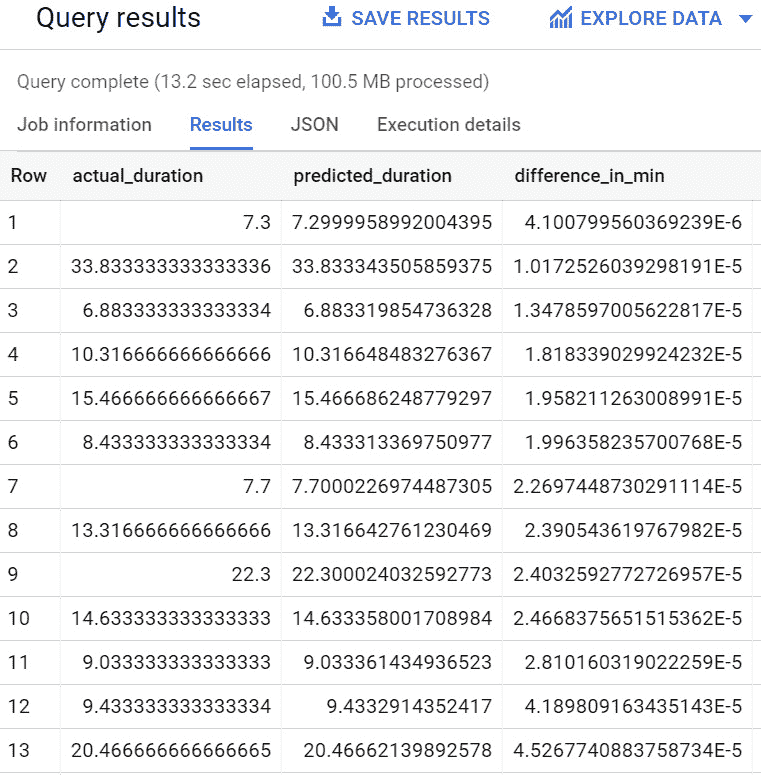 Query results SAVE RESULTS EXPLORE DATA
Query complete (13.2 sec elapsed, 100.5 MB processed)
Job information Results JSON Execution details
Row actual_duration predicted_duration difference_in_min
1 7.3 7.2999958992004395 4.100799560369239E-6
2 33.833333333333336 33.833343505859375 1.0172526039298191E-5
3 6.883333333333334 6.883319854736328 1.3478597005622817E-5
4 10.316666666666666 10.316648483276367 1.818339029924232E-5
5 15.466666666666667 15.466686248779297 1.958211263008991E-5
6 8.433333333333334 8.433313369750977 1.996358235700768E-5
7 7.7 7.7000226974487305 2.2697448730291114E-5
8 13.316666666666666 13.316642761230469 2.390543619767982E-5
9 22.3 22.300024032592773 2.4032592772726957E-5
10 14.633333333333333 14.633358001708984 2.4668375651515362E-5
11 9.033333333333333 9.033361434936523 2.810160319022259E-5
12 9.433333333333334 9.4332914352417 4.189809163435143E-5
13 20.466666666666665 20.46662139892578 4.5267740883758734E-5